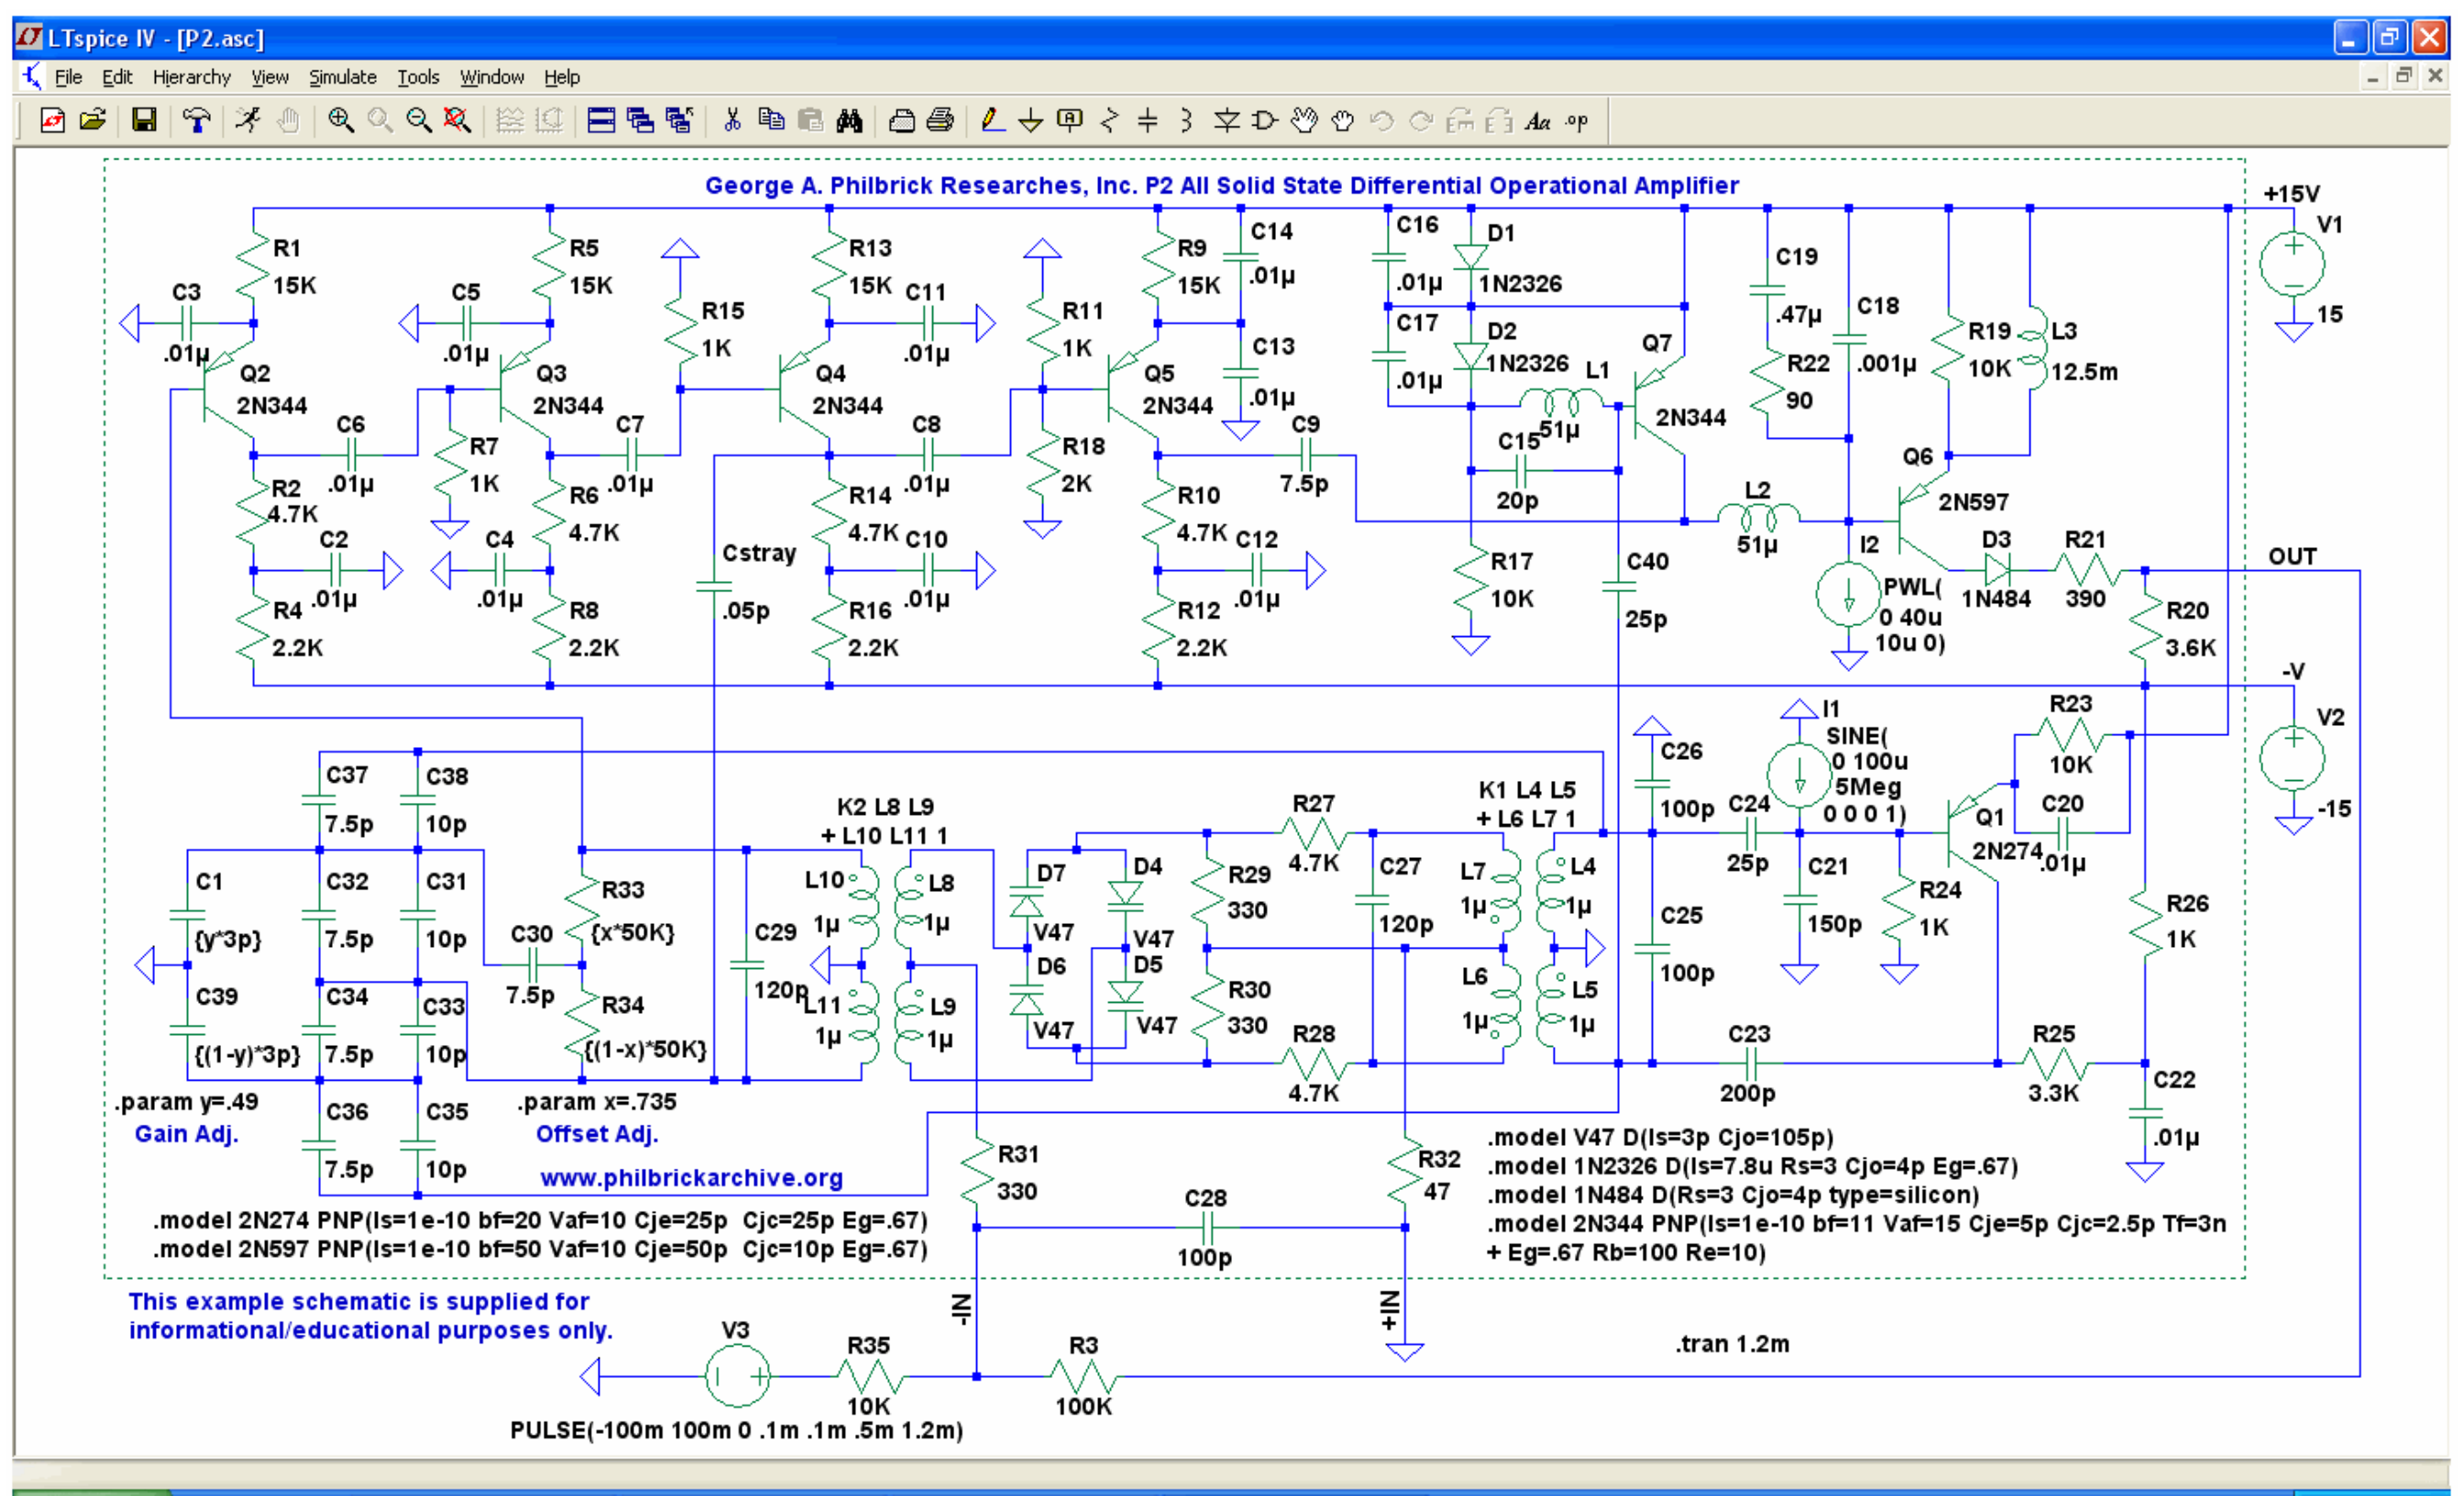 LTspice IV - [P2.asc]
File Edit Hierarchy View Simulate Tools Window Help
Aa .op
George A. Philbrick Researches, Inc. P2 All Solid State Differential Operational Amplifier
+15V
V1
15
R1
15K
C3
.01µ
Q2
2N344
R5
15K
C5
.01µ
Q3
2N344
R15
1K
R13
15K
C11
.01µ
Q4
2N344
R11
1K
R9
15K
C14
.01µ
C13
.01µ
Q5
2N344
C16
.01µ
D1
1N2326
C17
.01µ
D2
1N2326
L1
51µ
C15
20p
Q7
2N344
C19
.47µ
R22
90
C18
.001µ
R19
10K
L3
12.5m
C6
.01µ
R7
1K
C7
.01µ
C8
.01µ
R18
2K
C9
7.5p
R2
4.7K
R6
4.7K
R14
4.7K
R10
4.7K
C2
.01µ
C4
.01µ
Cstray
.05p
C10
.01µ
C12
.01µ
R4
2.2K
R8
2.2K
R16
2.2K
R12
2.2K
R17
10K
C40
25p
L2
51µ
I2
PWL(
0 40u
10u 0)
Q6
2N597
D3
1N484
R21
390
OUT
R20
3.6K
-V
V2
-15
C37
7.5p
C38
10p
C1
{y*3p}
C32
7.5p
C31
10p
C39
{(1-y)*3p}
C34
7.5p
C33
10p
C36
7.5p
C35
10p
C30
7.5p
R33
{x*50K}
R34
{(1-x)*50K}
C29
120p
K2 L8 L9
+ L10 L11 1
L10
1µ
L8
1µ
L11
1µ
L9
1µ
D7
V47
D4
V47
D6
V47
D5
V47
R29
330
R30
330
R27
4.7K
R28
4.7K
C27
120p
K1 L4 L5
+ L6 L7 1
L7
1µ
L4
1µ
L6
1µ
L5
1µ
C26
100p
C25
100p
C24
25p
I1
SINE(
0 100u
5Meg
0 0 0 1)
C21
150p
R24
1K
Q1
2N274
R23
10K
C20
.01µ
R26
1K
C23
200p
R25
3.3K
C22
.01µ
.param y=.49
Gain Adj.
.param x=.735
Offset Adj.
www.philbrickarchive.org
R31
330
C28
100p
R32
47
.model 2N274 PNP(Is=1e-10 bf=20 Vaf=10 Cje=25p Cjc=25p Eg=.67)
.model 2N597 PNP(Is=1e-10 bf=50 Vaf=10 Cje=50p Cjc=10p Eg=.67)
.model V47 D(Is=3p Cjo=105p)
.model 1N2326 D(Is=7.8u Rs=3 Cjo=4p Eg=.67)
.model 1N484 D(Rs=3 Cjo=4p type=silicon)
.model 2N344 PNP(Is=1e-10 bf=11 Vaf=15 Cje=5p Cjc=2.5p Tf=3n
+ Eg=.67 Rb=100 Re=10)
This example schematic is supplied for
informational/educational purposes only.
-IN
+IN
V3
R35
10K
R3
100K
PULSE(-100m 100m 0 .1m .1m .5m 1.2m)
.tran 1.2m